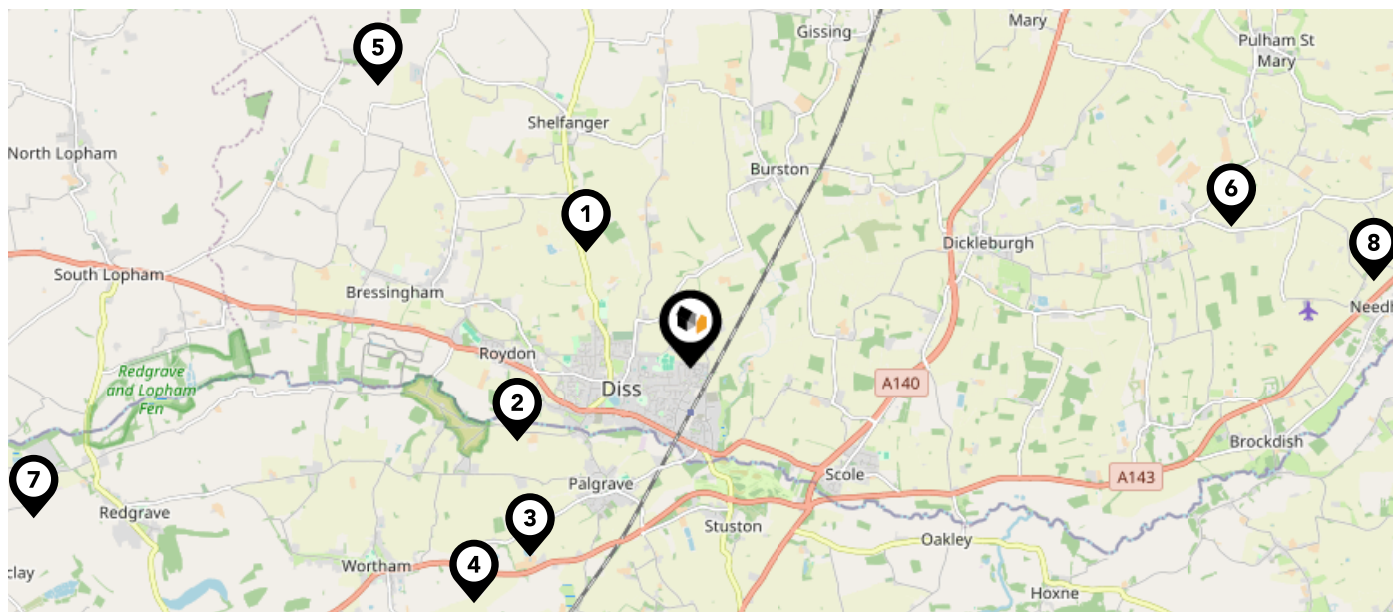 5
Gissing
Mary
Pulham St
Mary
Shelfanger
North Lopham
Burston
6
1
Dickleburgh
8
South Lopham
Bressingham
Needh
Roydon
Redgrave
and Lopham
Fen
Diss
A140
2
Brockdish
7
Palgrave
Scole
A143
Redgrave
3
Stuston
Oakley
clay
Wortham
4
Hoxne